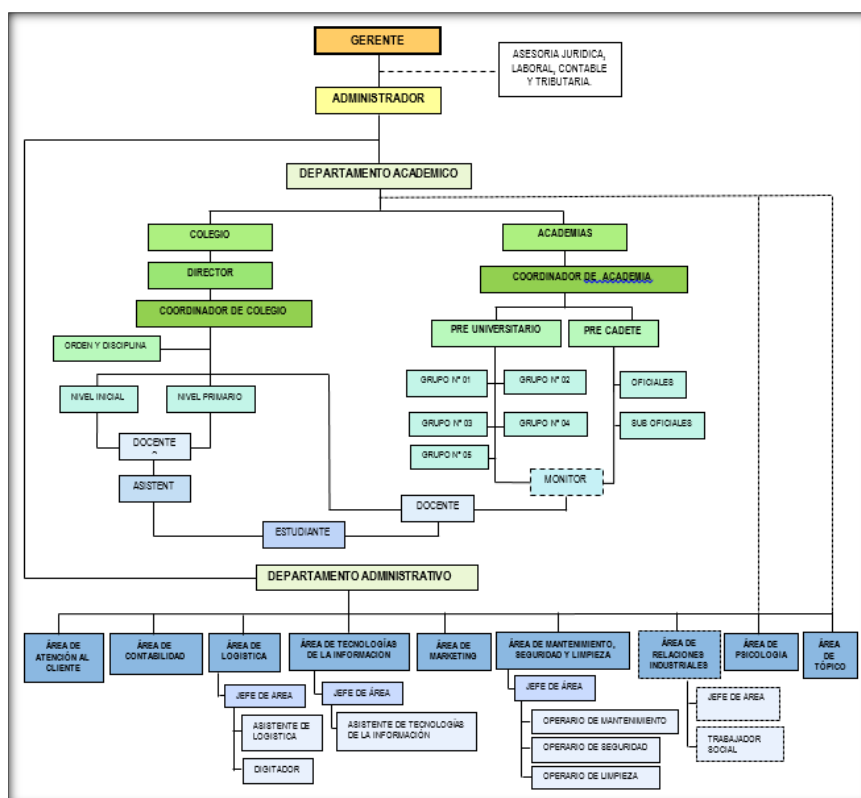 GERENTE
ASESORIA JURIDICA,
LABORAL, CONTABLE
Y TRIBUTARIA.
ADMINISTRADOR
DEPARTAMENTO ACADEMICO
COLEGIO
ACADEMIAS
DIRECTOR
COORDINADOR DE ACADEMIA
COORDINADOR DE COLEGIO
PRE UNIVERSITARIO
PRE CADETE
ORDEN Y DISCIPLINA
GRUPO N° 01
GRUPO N° 02
OFICIALES
NIVEL INICIAL
NIVEL PRIMARIO
GRUPO N° 03
GRUPO N° 04
SUB OFICIALES
DOCENTE
GRUPO N° 05
ASISTENT
MONITOR
DOCENTE
ESTUDIANTE
DEPARTAMENTO ADMINISTRATIVO
ÁREA DE
ATENCIÓN AL
CLIENTE
ÁREA DE
CONTABILIDAD
ÁREA DE
LOGISTICA
ÁREA DE TECNOLOGÍAS
DE LA INFORMACIÓN
ÁREA DE
MARKETING
ÁREA DE MANTENIMIENTO,
SEGURIDAD Y LIMPIEZA
ÁREA DE
RELACIONES
INDUSTRIALES
ÁREA DE
PSICOLOGIA
ÁREA
DE
TÓPICO
JEFE DE AREA
ASISTENTE DE
LOGISTICA
DIGITADOR
JEFE DE ÁREA
ASISTENTE DE TECNOLOGÍAS
DE LA INFORMACIÓN
JEFE DE ÁREA
OPERARIO DE MANTENIMIENTO
OPERARIO DE SEGURIDAD
OPERARIO DE LIMPIEZA
JEFE DE AREA
TRABAJADOR
SOCIAL